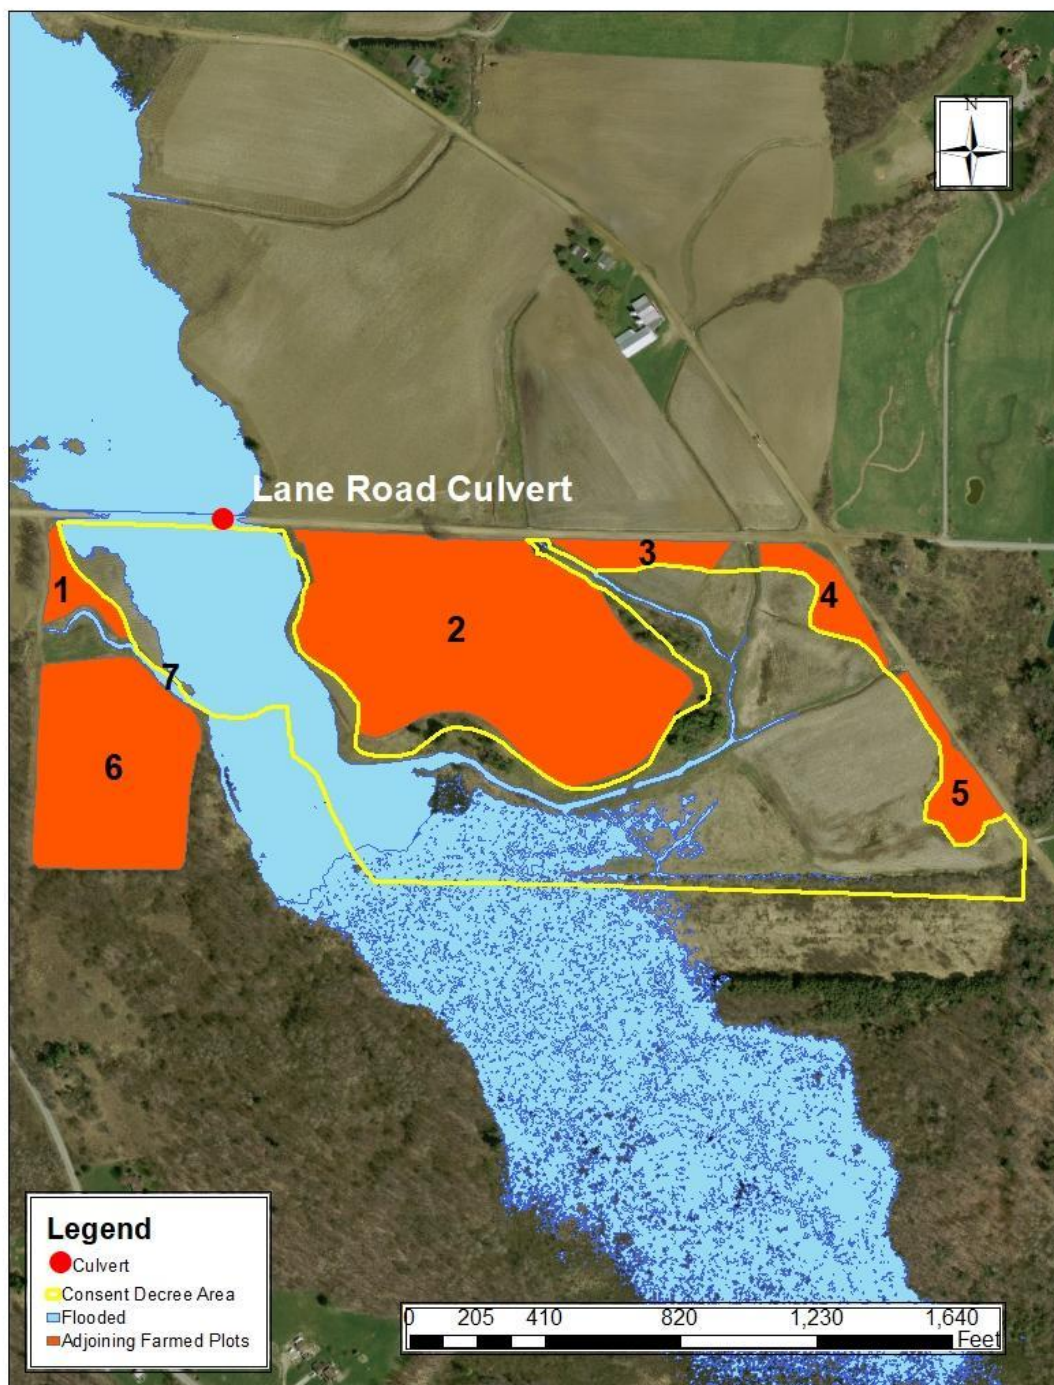 N
Lane Road Culvert
1
2
3
4
5
6
7
Legend
Culvert
Consent Decree Area
Flooded
Adjoining Farmed Plots
0 205 410 820 1,230 1,640
Feet